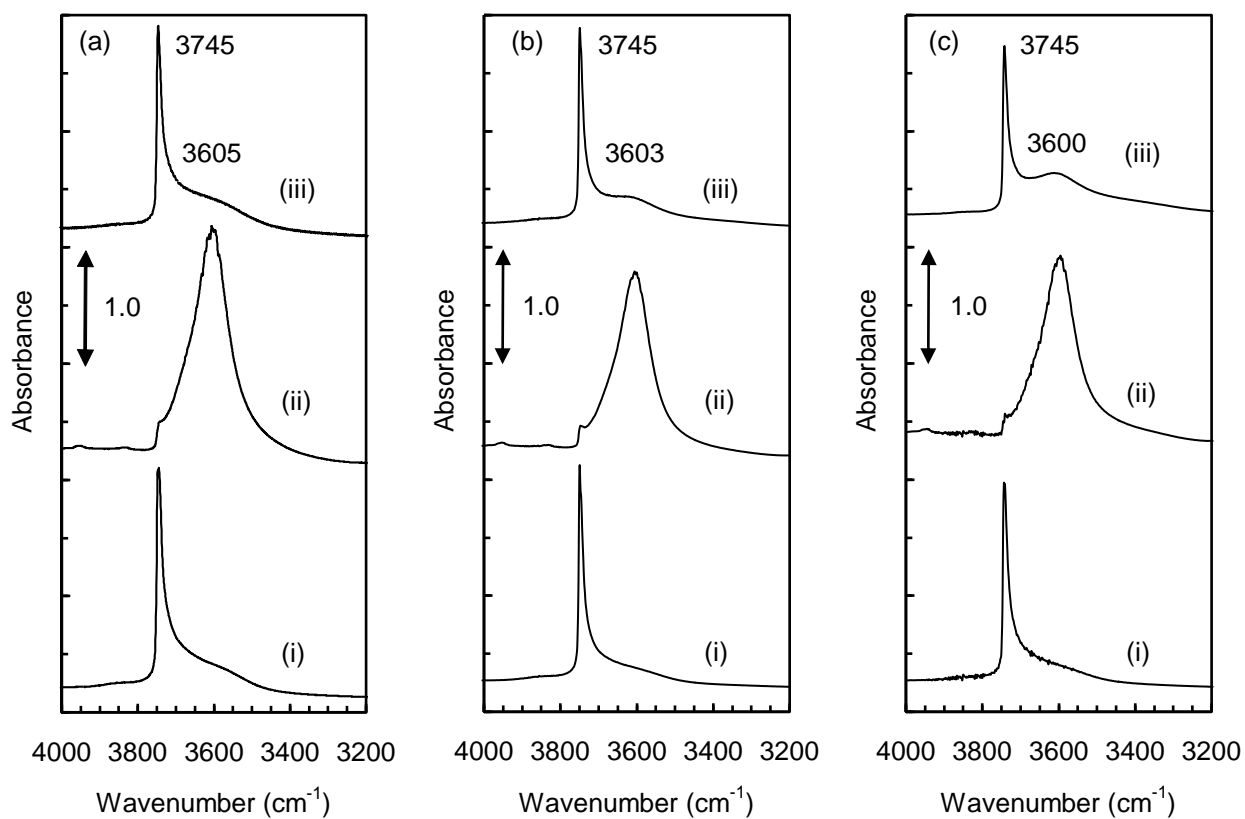 (a)
3745
3605
(iii)
1.0
(ii)
(i)
Absorbance
4000 3800 3600 3400 3200
Wavenumber (cm-1)
(b)
3745
3603
(iii)
1.0
(ii)
(i)
Absorbance
4000 3800 3600 3400 3200
Wavenumber (cm-1)
(c)
3745
3600
(iii)
1.0
(ii)
(i)
Absorbance
4000 3800 3600 3400 3200
Wavenumber (cm-1)